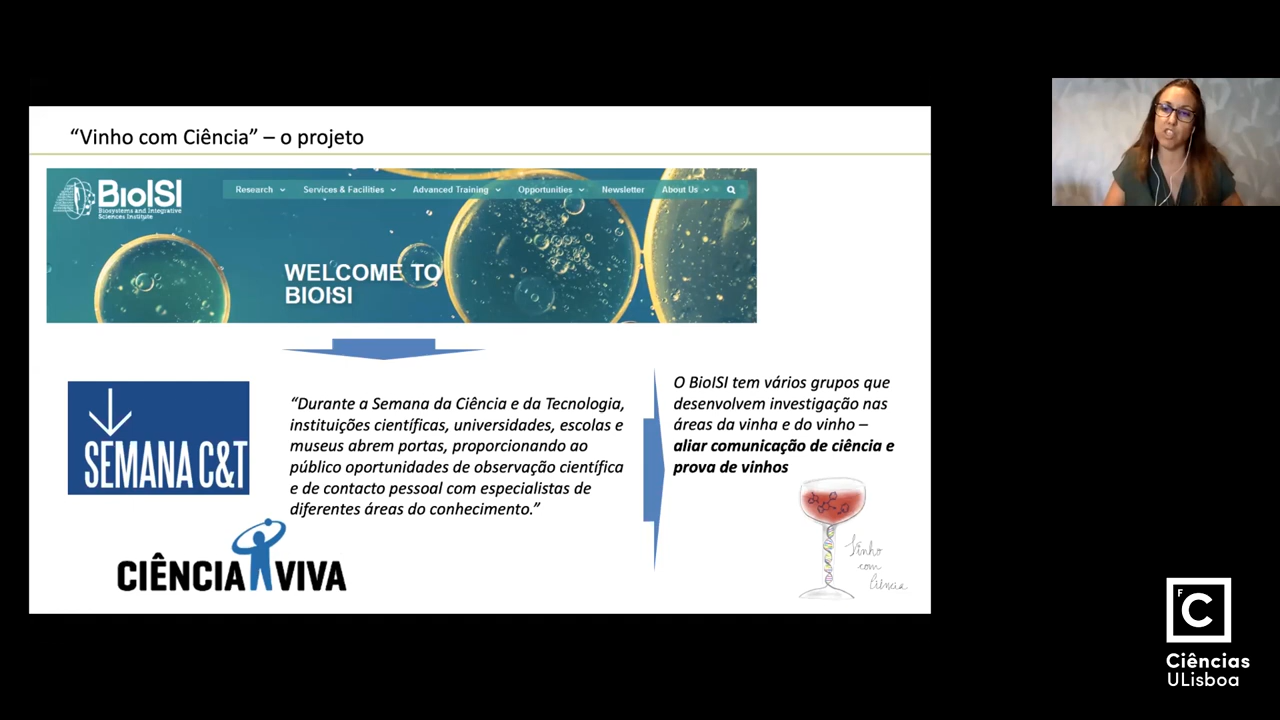 “Vinho com Ciência” – o projeto
BioISI
Biosystems and Integrative
Sciences Institute
Research
Services & Facilities
Advanced Training
Opportunities
Newsletter
About Us
WELCOME TO
BIOISI
SEMANA C&T
“Durante a Semana da Ciência e da Tecnologia,
instituições científicas, universidades, escolas e
museus abrem portas, proporcionando ao
público oportunidades de observação científica
e de contacto pessoal com especialistas de
diferentes áreas do conhecimento.”
CIÊNCIA VIVA
O BioISI tem vários grupos que
desenvolvem investigação nas
áreas da vinha e do vinho –
aliar comunicação de ciência e
prova de vinhos
Vinho
com
Ciência
F
C
Ciências
ULisboa